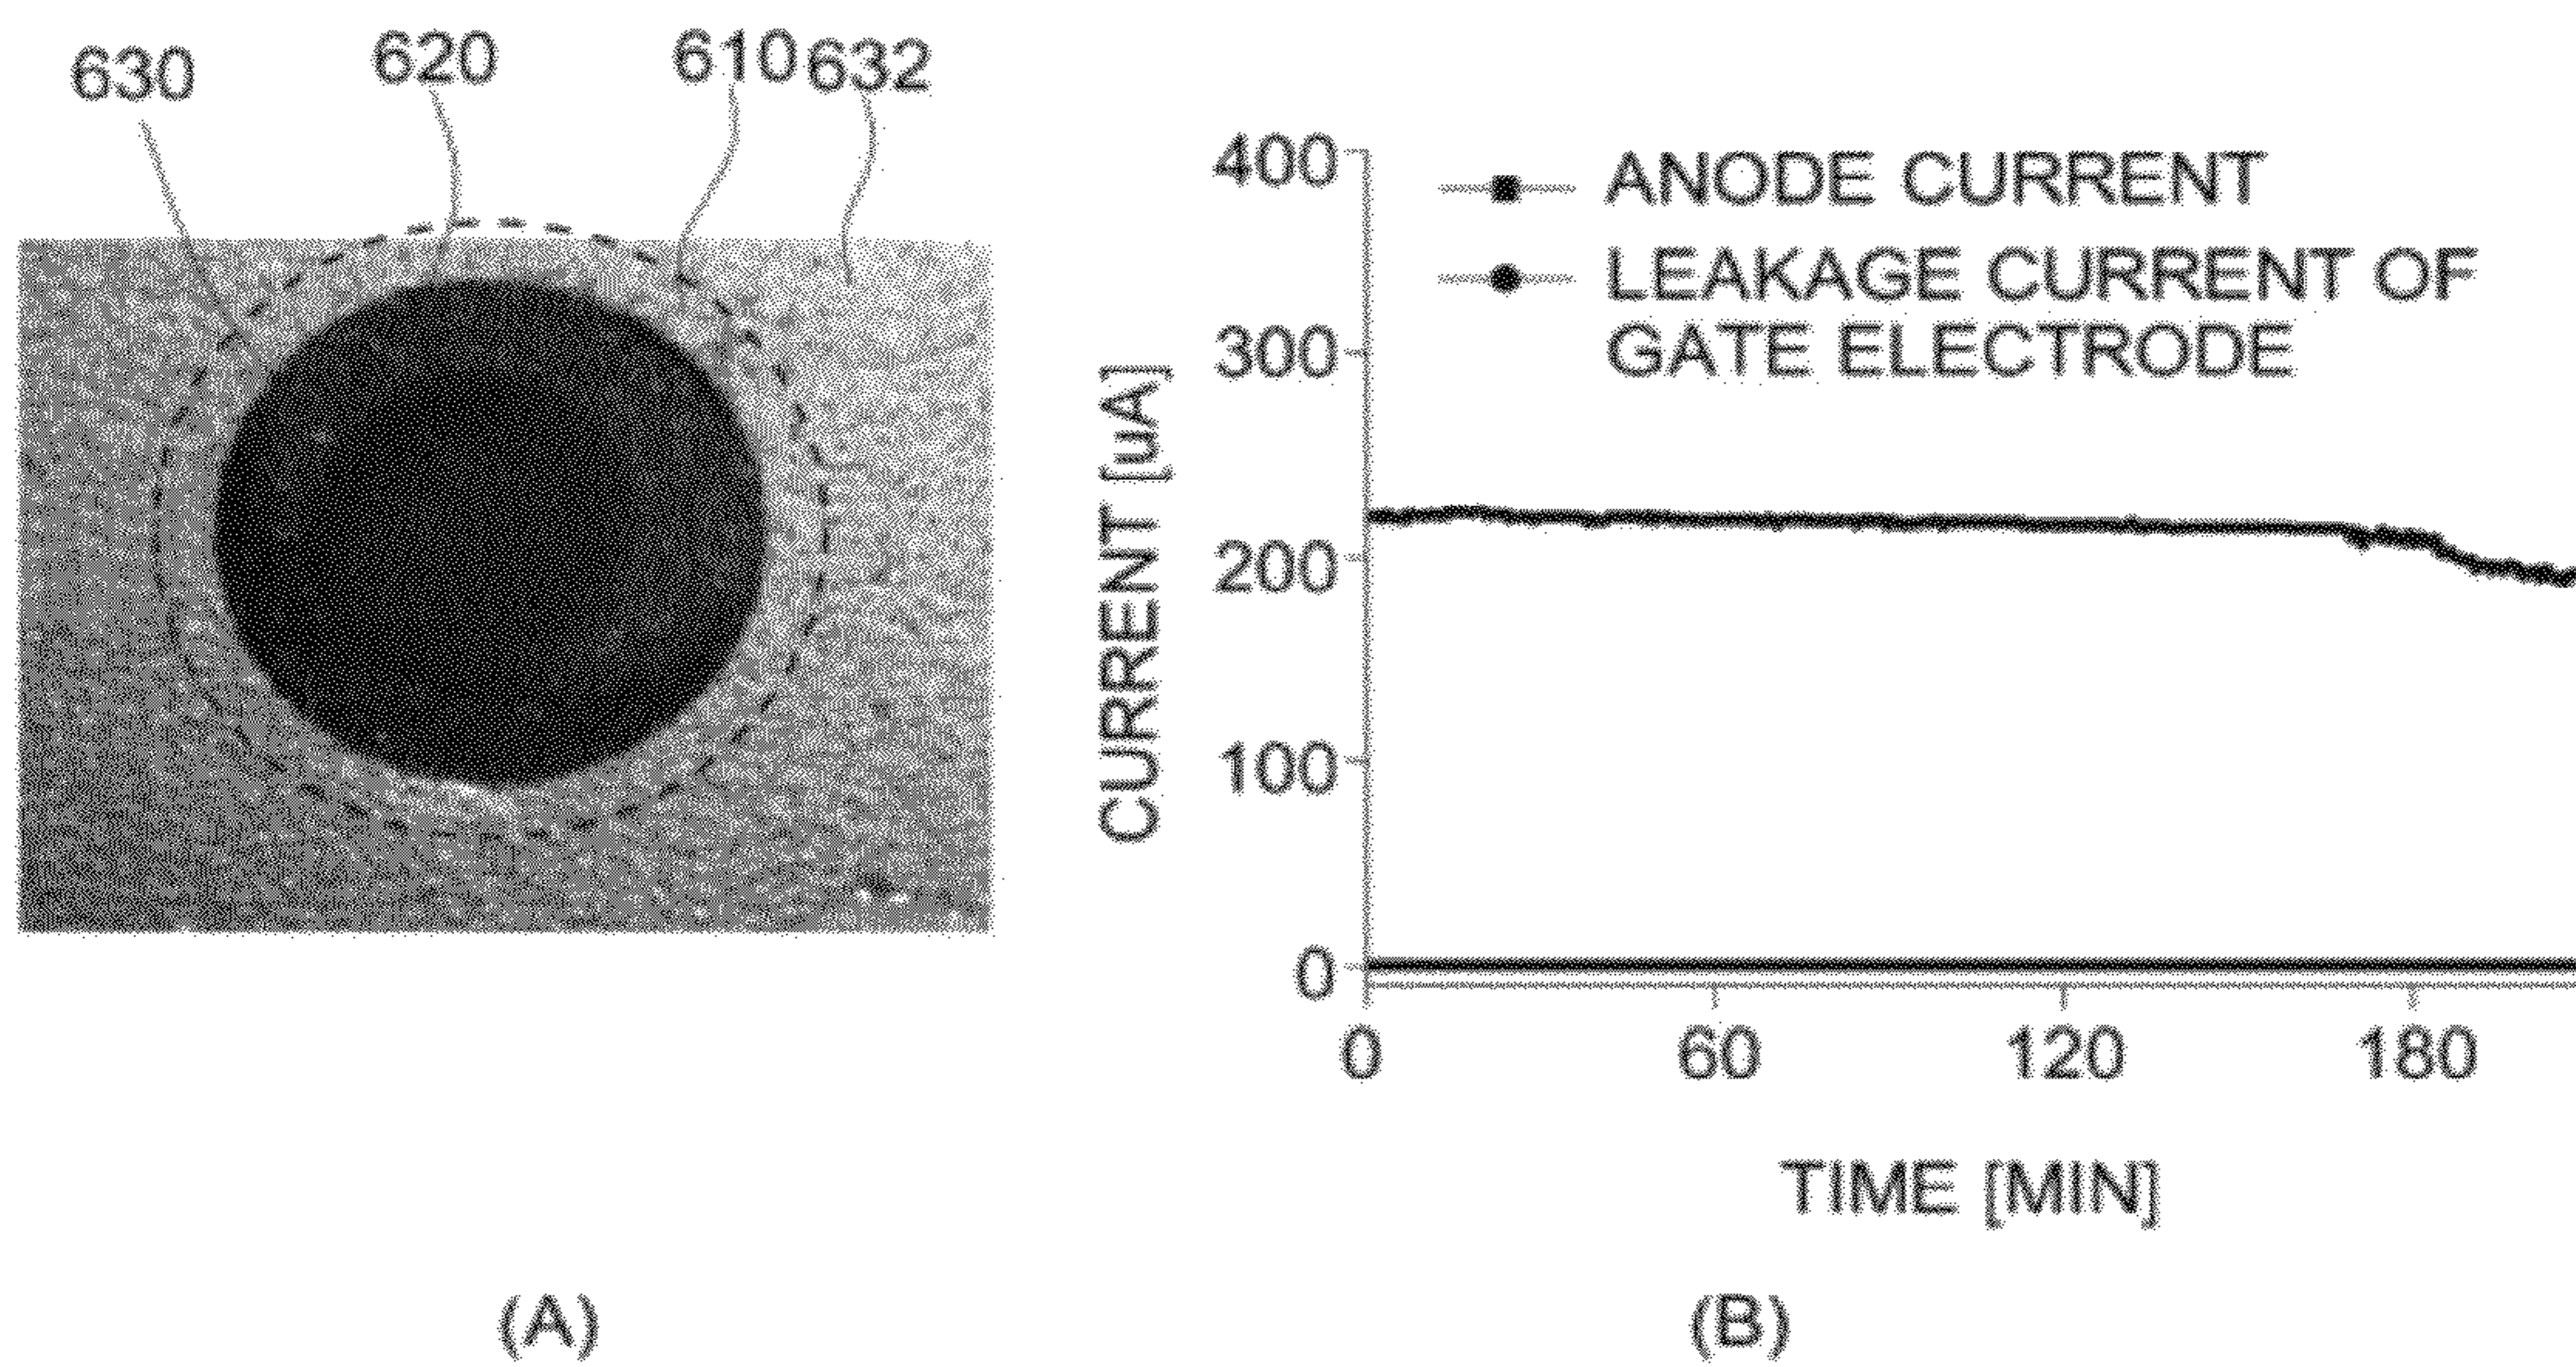 630
620
610
632
400
ANODE CURRENT
LEAKAGE CURRENT OF
GATE ELECTRODE
300
200
100
0
CURRENT [uA]
0
60
120
180
TIME [MIN]
(A)
(B)